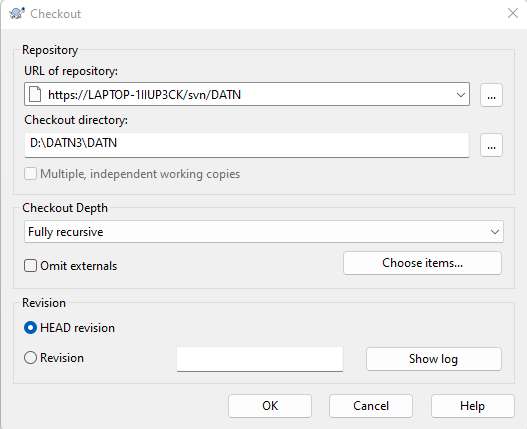 Checkout
Repository
URL of repository:
https://LAPTOP-1IIUP3CK/svn/DATN
...
Checkout directory:
D:\DATN3\DATN
...
Multiple, independent working copies
Checkout Depth
Fully recursive
Omit externals
Choose items...
Revision
HEAD revision
Revision
Show log
OK
Cancel
Help